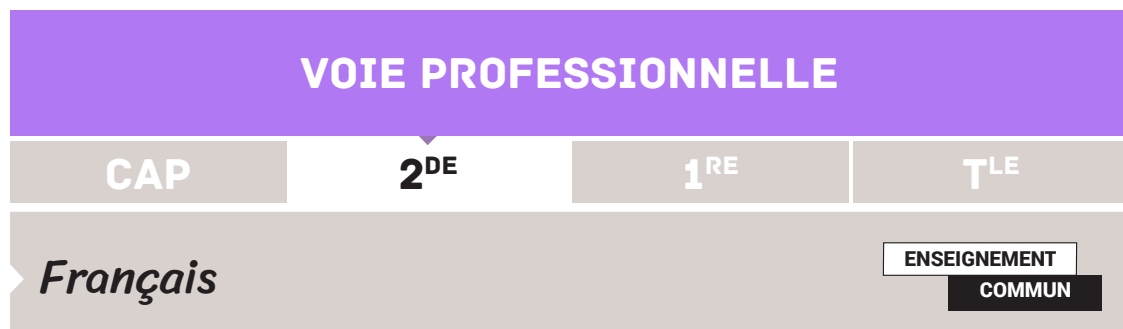 VOIE PROFESSIONNELLE
CAP 2DE 1RE TLE
Français
ENSEIGNEMENT
COMMUN